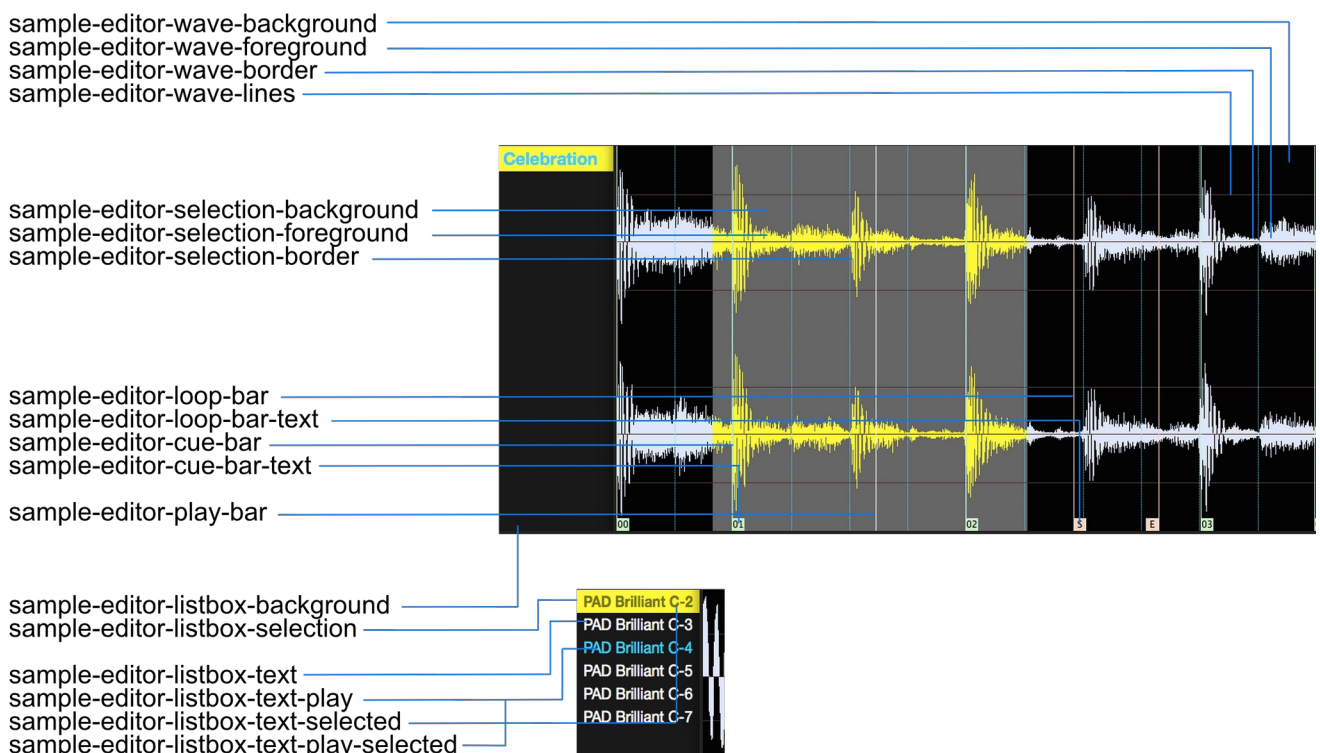 sample-editor-wave-background
sample-editor-wave-foreground
sample-editor-wave-border
sample-editor-wave-lines
Celebration
sample-editor-selection-background
sample-editor-selection-foreground
sample-editor-selection-border
sample-editor-loop-bar
sample-editor-loop-bar-text
sample-editor-cue-bar
sample-editor-cue-bar-text
sample-editor-play-bar
00 01 02 S E 03
sample-editor-listbox-background
sample-editor-listbox-selection
sample-editor-listbox-text
sample-editor-listbox-text-play
sample-editor-listbox-text-selected
sample-editor-listbox-text-play-selected
PAD Brilliant C-2
PAD Brilliant C-3
PAD Brilliant C-4
PAD Brilliant C-5
PAD Brilliant C-6
PAD Brilliant C-7